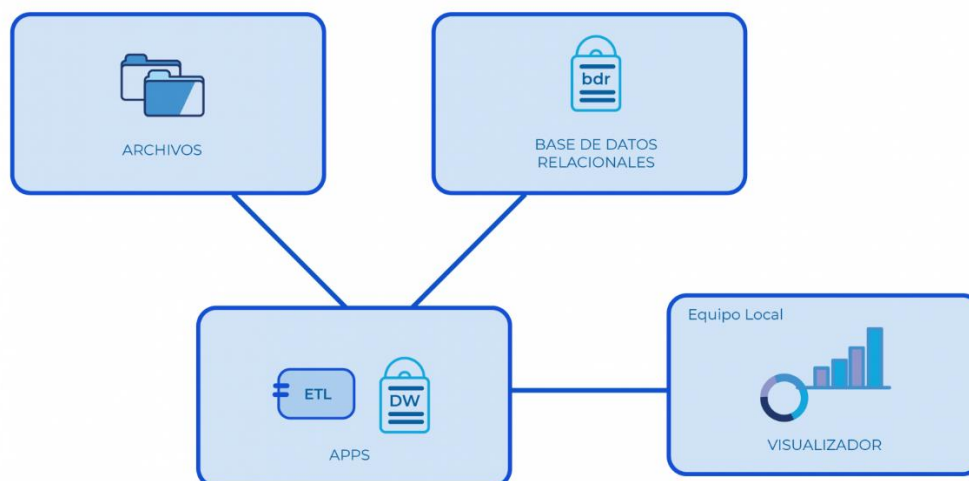 ARCHIVOS
bdr
BASE DE DATOS
RELACIONALES
ETL
DW
APPS
Equipo Local
VISUALIZADOR